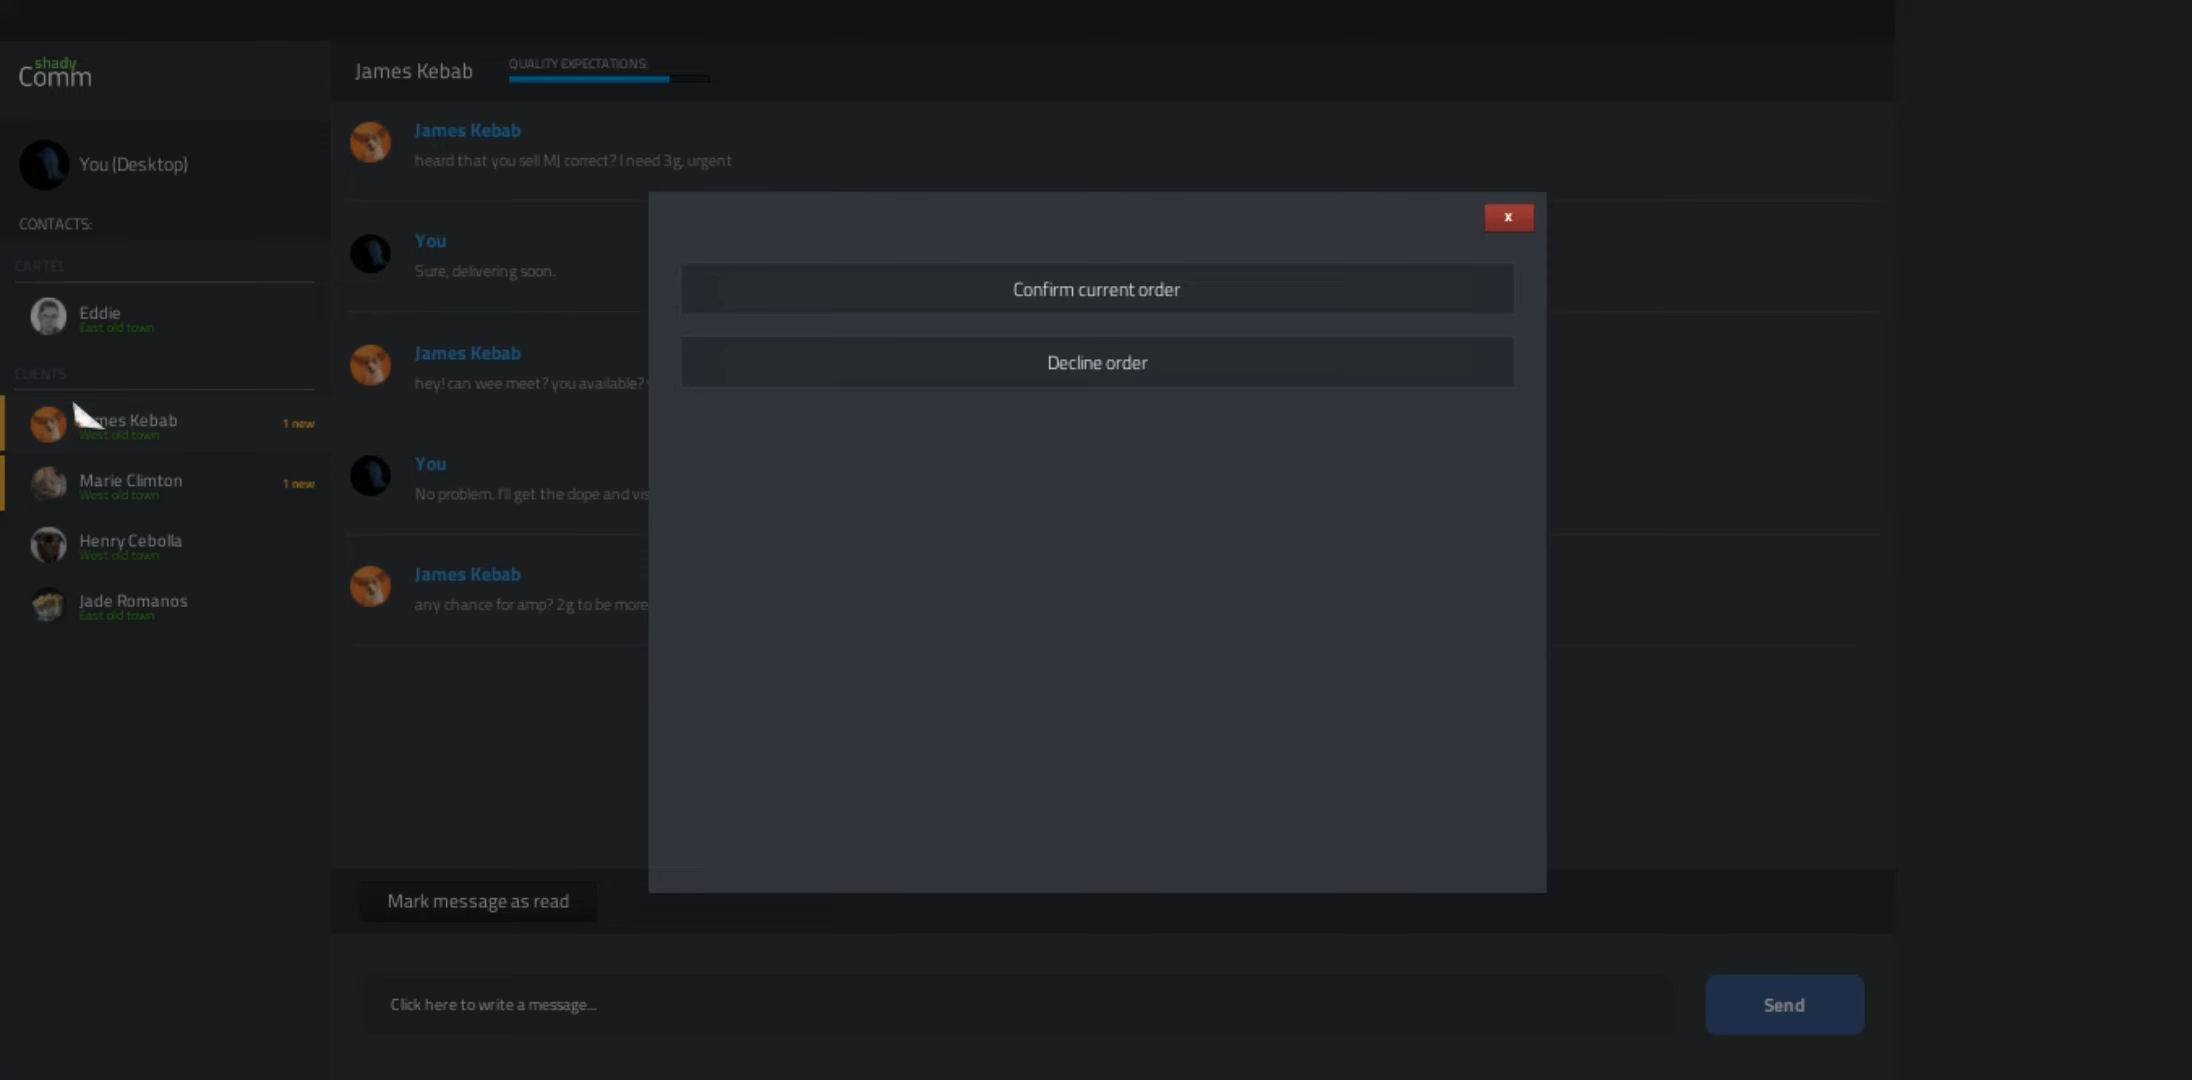 shady
Comm
You (Desktop)
CONTACTS:
CARTEL
Eddie
East old town
CLIENTS
mes Kebab
West old town
1 new
Marie Climton
West old town
1 new
Henry Cebolla
West old town
Jade Romanos
East old town
James Kebab
QUALITY EXPECTATIONS:
James Kebab
heard that you sell MJ correct? I need 3g, urgent
You
Sure, delivering soon.
James Kebab
hey! can wee meet? you available?
You
No problem. I'll get the dope and
James Kebab
any chance for amp? 2g to be more
x
Confirm current order
Decline order
Mark message as read
Click here to write a message...
Send